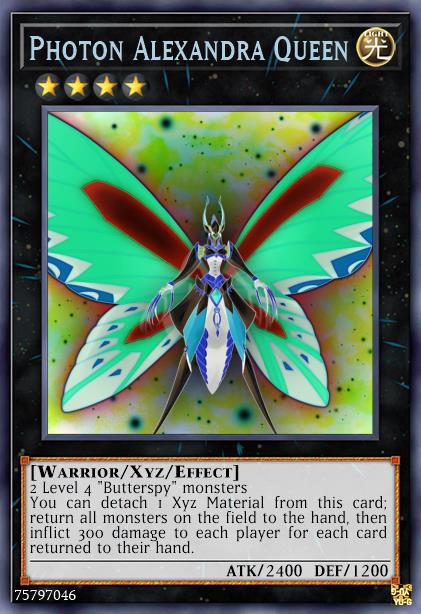 PHOTON ALEXANDRA QUEEN
LIGHT
光
[WARRIOR/XYZ/EFFECT]
2 Level 4 "Butterspy" monsters
You can detach 1 Xyz Material from this card;
return all monsters on the field to the hand, then
inflict 300 damage to each player for each card
returned to their hand.
ATK/2400 DEF/1200
75797046